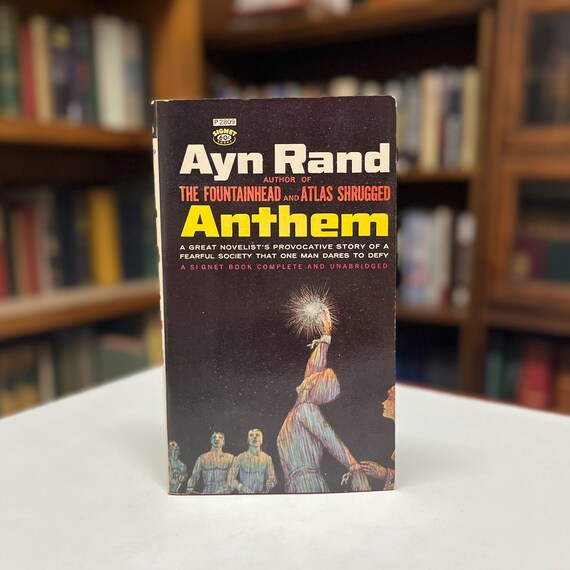 P2809
SIGNET
BOOKS
Ayn Rand
AUTHOR OF
THE FOUNTAINHEAD AND ATLAS SHRUGGED
Anthem
A GREAT NOVELIST'S PROVOCATIVE STORY OF A
FEARFUL SOCIETY THAT ONE MAN DARES TO DEFY
A SIGNET BOOK COMPLETE AND UNABRIDGED